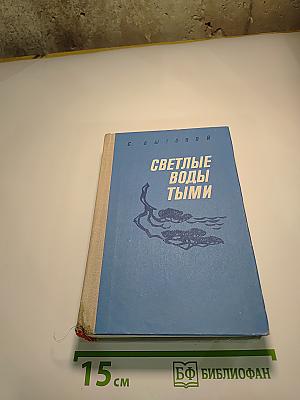 С. БЫТОВОЙ
СВЕТЛЫЕ
ВОДЫ
ТЫМИ
15 см
БФ БИБЛИОФАН